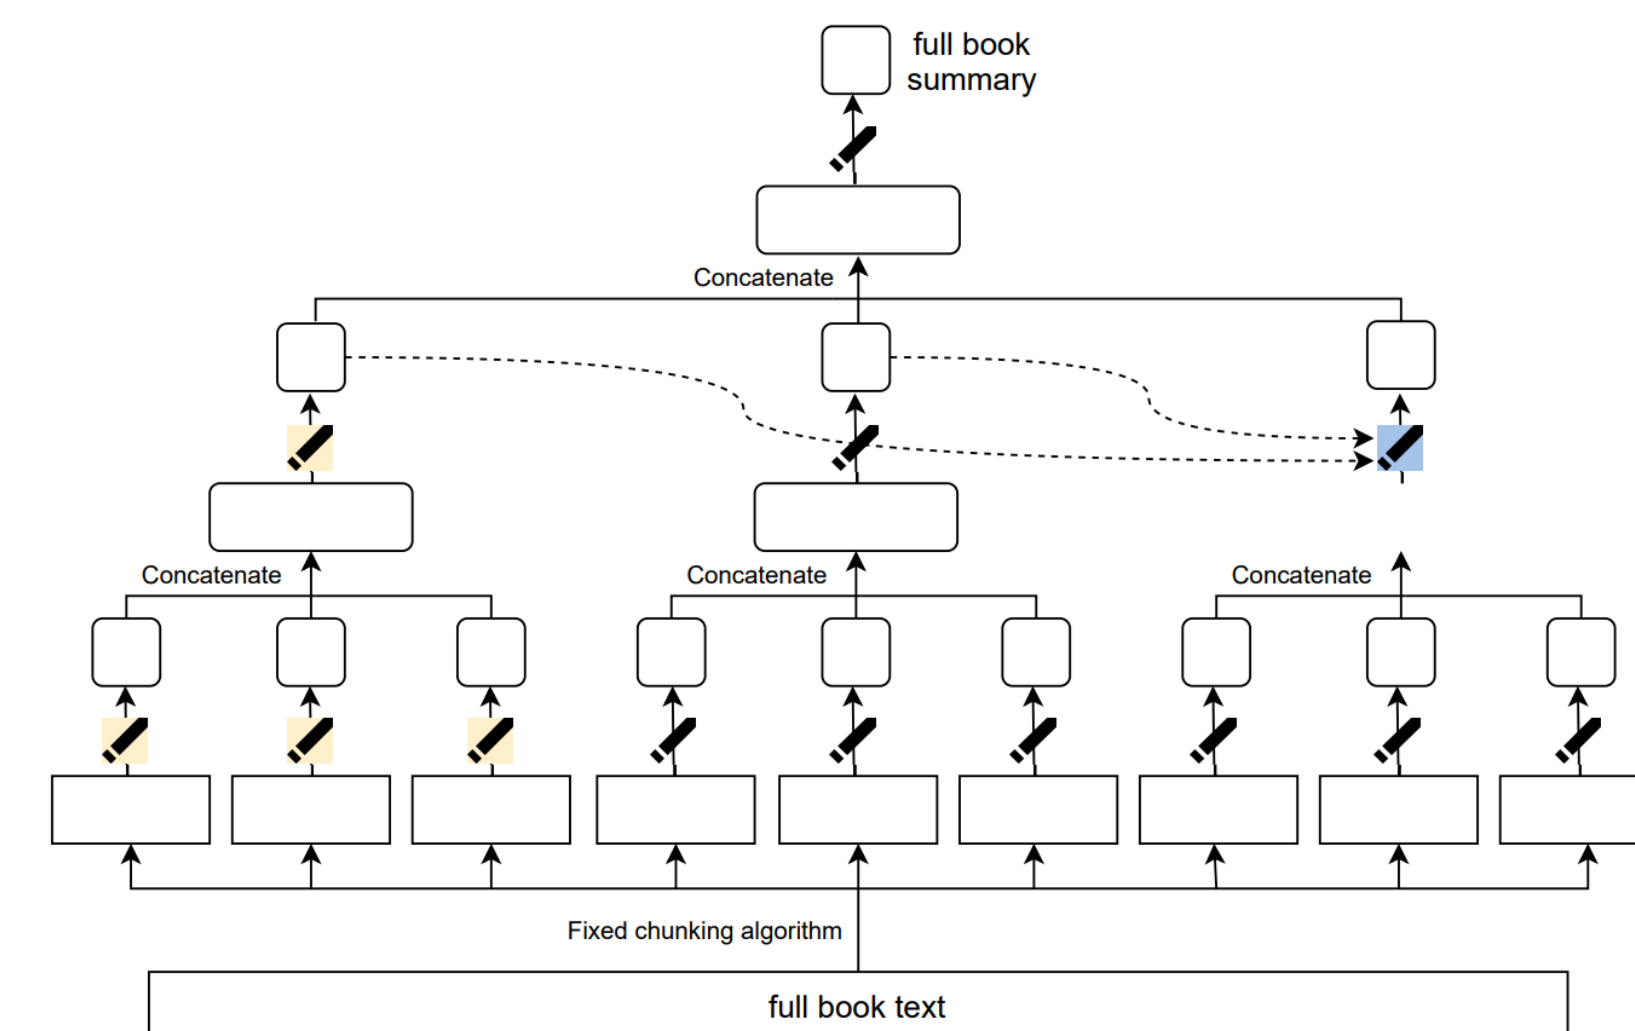 full book
summary
Concatenate
Concatenate
Concatenate
Concatenate
Fixed chunking algorithm
full book text